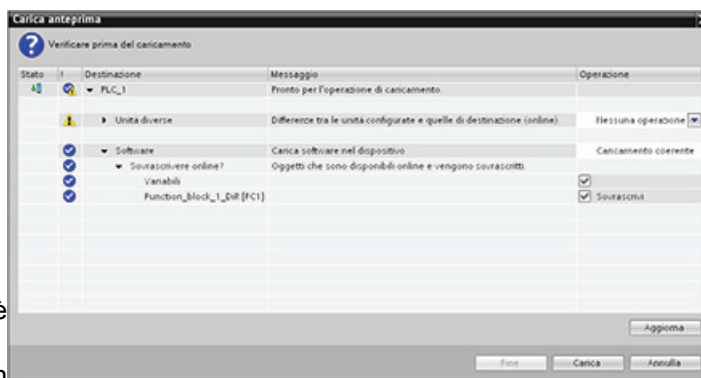 Carica anteprima
Verificare prima del caricamento
Stato ! Destinazione Messaggio Operazione
PLC_1 Pronto per l'operazione di caricamento.
Unità diverse Differenze tra le unità configurate e quelle di destinazione (online). Nessuna operazione
Software Carica software nel dispositivo Caricamento coerente
Sovrascrivere online? Oggetti che sono disponibili online e vengono sovrascritti.
Variabili
Function_block_1_DiR [FC1] Sovrascrivi
è
Aggiorna
Fine Carica Annulla